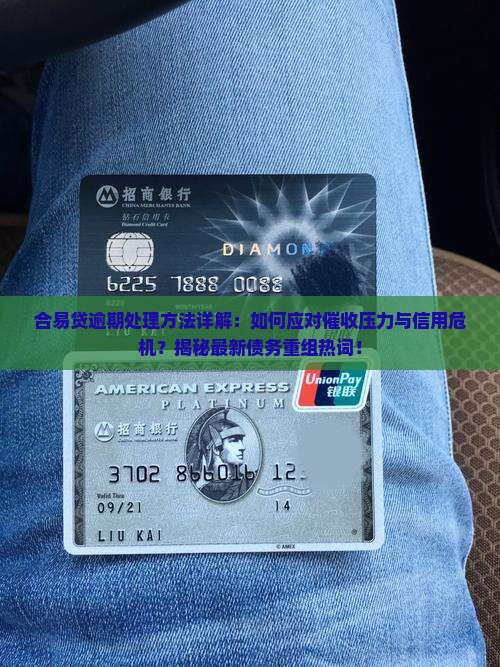 招商银行
CHINA MERCHANTS BANK
钻石信用卡
Diamond Credit Card
DIAMON
6225 7888 0088
合易贷逾期处理方法详解：如何应对催收压力与信用危
机？揭秘最新债务重组热词！
UnionPay
银联
AMERICAN EXPRESS
PLATINUM
招商银行
3702 866016 12
Valid Thru
09/21
14
LIU KAI
© AMEX